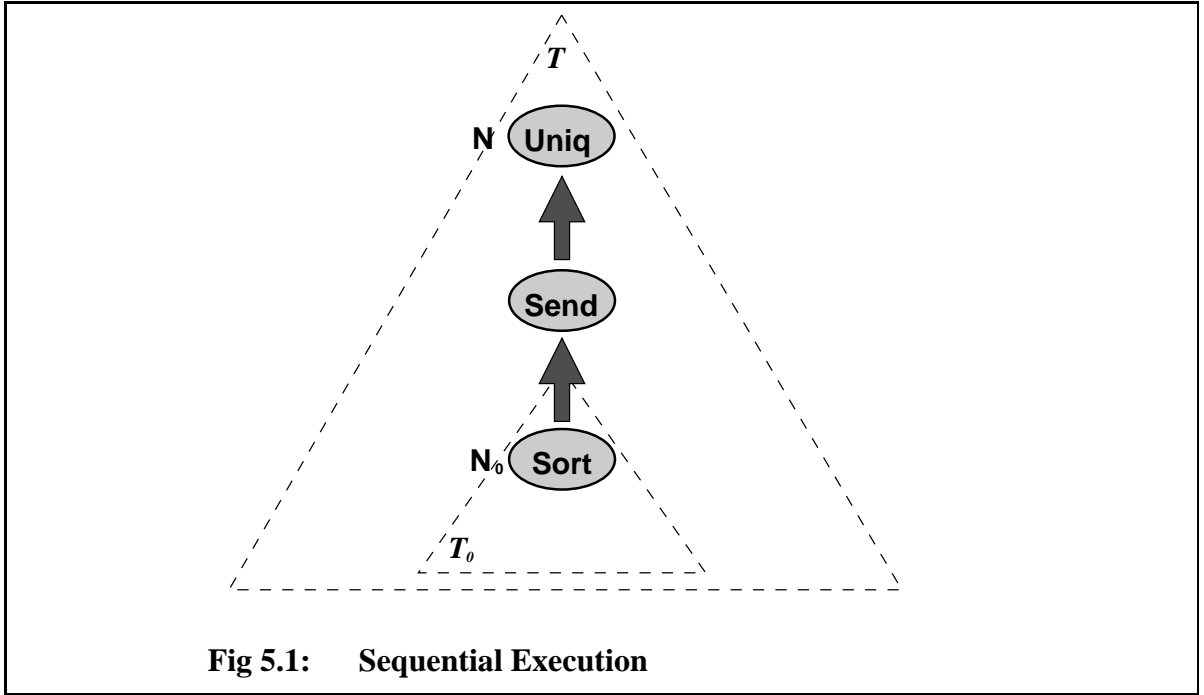 T
N Uniq
Send
N₀ Sort
T₀
Fig 5.1: Sequential Execution